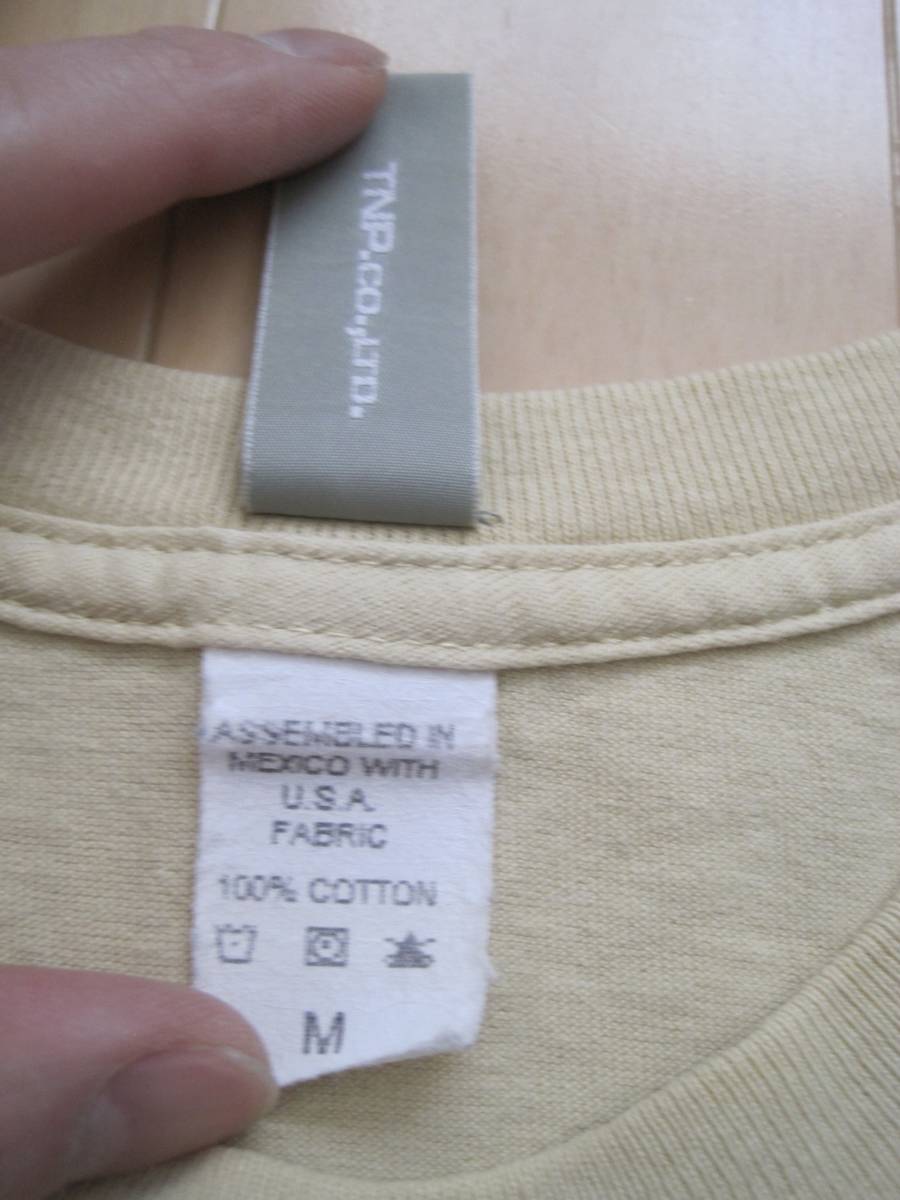 TNP.CO.,LTD.
ASSEMBLED IN
MEXICO WITH
U.S.A.
FABRIC
100% COTTON
M